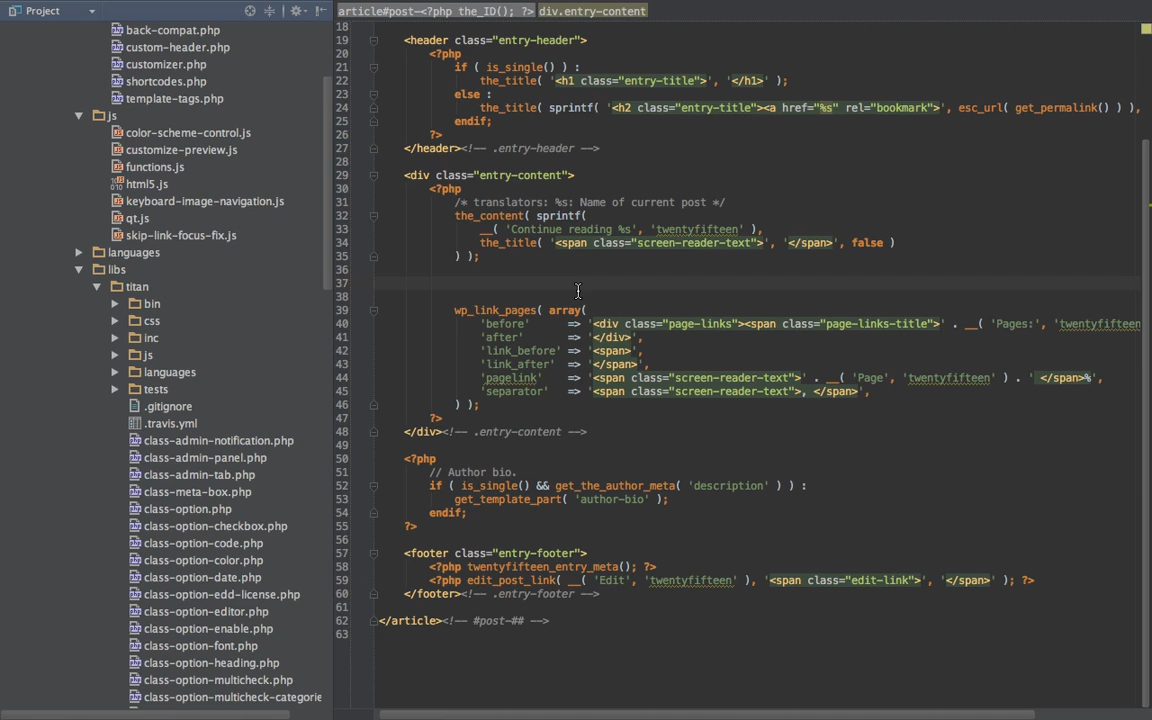 Project
back-compat.php
custom-header.php
customizer.php
shortcodes.php
template-tags.php
js
color-scheme-control.js
customize-preview.js
functions.js
html5.js
keyboard-image-navigation.js
qt.js
skip-link-focus-fix.js
languages
libs
titan
bin
css
inc
js
languages
tests
.gitignore
.travis.yml
class-admin-notification.php
class-admin-panel.php
class-admin-tab.php
class-meta-box.php
class-option.php
class-option-checkbox.php
class-option-code.php
class-option-color.php
class-option-date.php
class-option-edd-license.php
class-option-editor.php
class-option-enable.php
class-option-font.php
class-option-heading.php
class-option-multicheck.php
class-option-multicheck-categorie
article#post-<?php the_ID(); ?> div.entry-content
18
19 <header class="entry-header">
20 <?php
21 if ( is_single() ) :
22 the_title( '<h1 class="entry-title">', '</h1>' );
23 else :
24 the_title( sprintf( '<h2 class="entry-title"><a href="%s" rel="bookmark">', esc_url( get_permalink() ) ),
25 endif;
26 ?>
27 </header><!-- .entry-header -->
28
29 <div class="entry-content">
30 <?php
31 /* translators: %s: Name of current post */
32 the_content( sprintf(
33 __( 'Continue reading %s', 'twentyfifteen' ),
34 the_title( '<span class="screen-reader-text">', '</span>', false )
35 ) );
36
37
38
39 wp_link_pages( array(
40 'before' => '<div class="page-links"><span class="page-links-title">' . __( 'Pages:', 'twentyfifteen
41 'after' => '</div>',
42 'link_before' => '<span>',
43 'link_after' => '</span>',
44 'pagelink' => '<span class="screen-reader-text">' . __( 'Page', 'twentyfifteen' ) . ' </span>%',
45 'separator' => '<span class="screen-reader-text">, </span>',
46 ) );
47 ?>
48 </div><!-- .entry-content -->
49
50 <?php
51 // Author bio.
52 if ( is_single() && get_the_author_meta( 'description' ) ) :
53 get_template_part( 'author-bio' );
54 endif;
55 ?>
56
57 <footer class="entry-footer">
58 <?php twentyfifteen_entry_meta(); ?>
59 <?php edit_post_link( __( 'Edit', 'twentyfifteen' ), '<span class="edit-link">', '</span>' ); ?>
60 </footer><!-- .entry-footer -->
61
62 </article><!-- #post-## -->
63